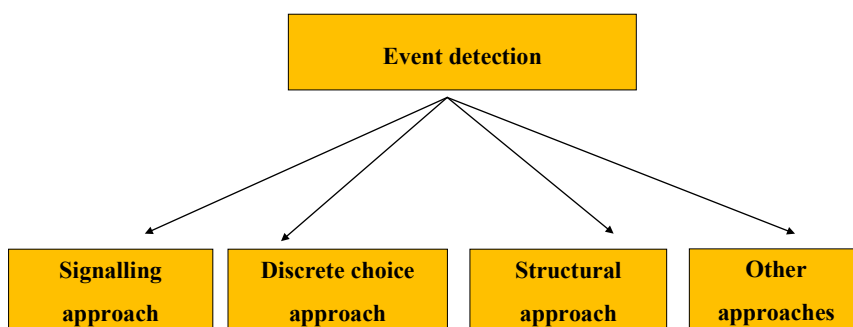 Event detection
Signalling
approach
Discrete choice
approach
Structural
approach
Other
approaches